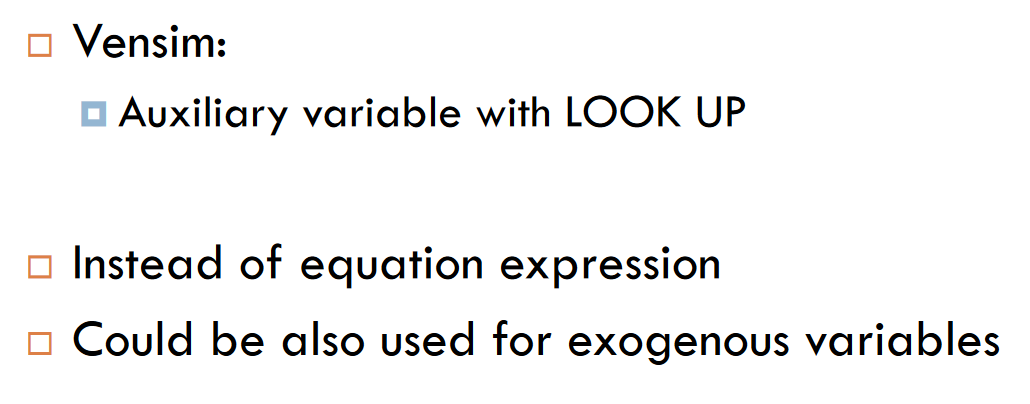 Vensim:
Auxiliary variable with LOOK UP
Instead of equation expression
Could be also used for exogenous variables